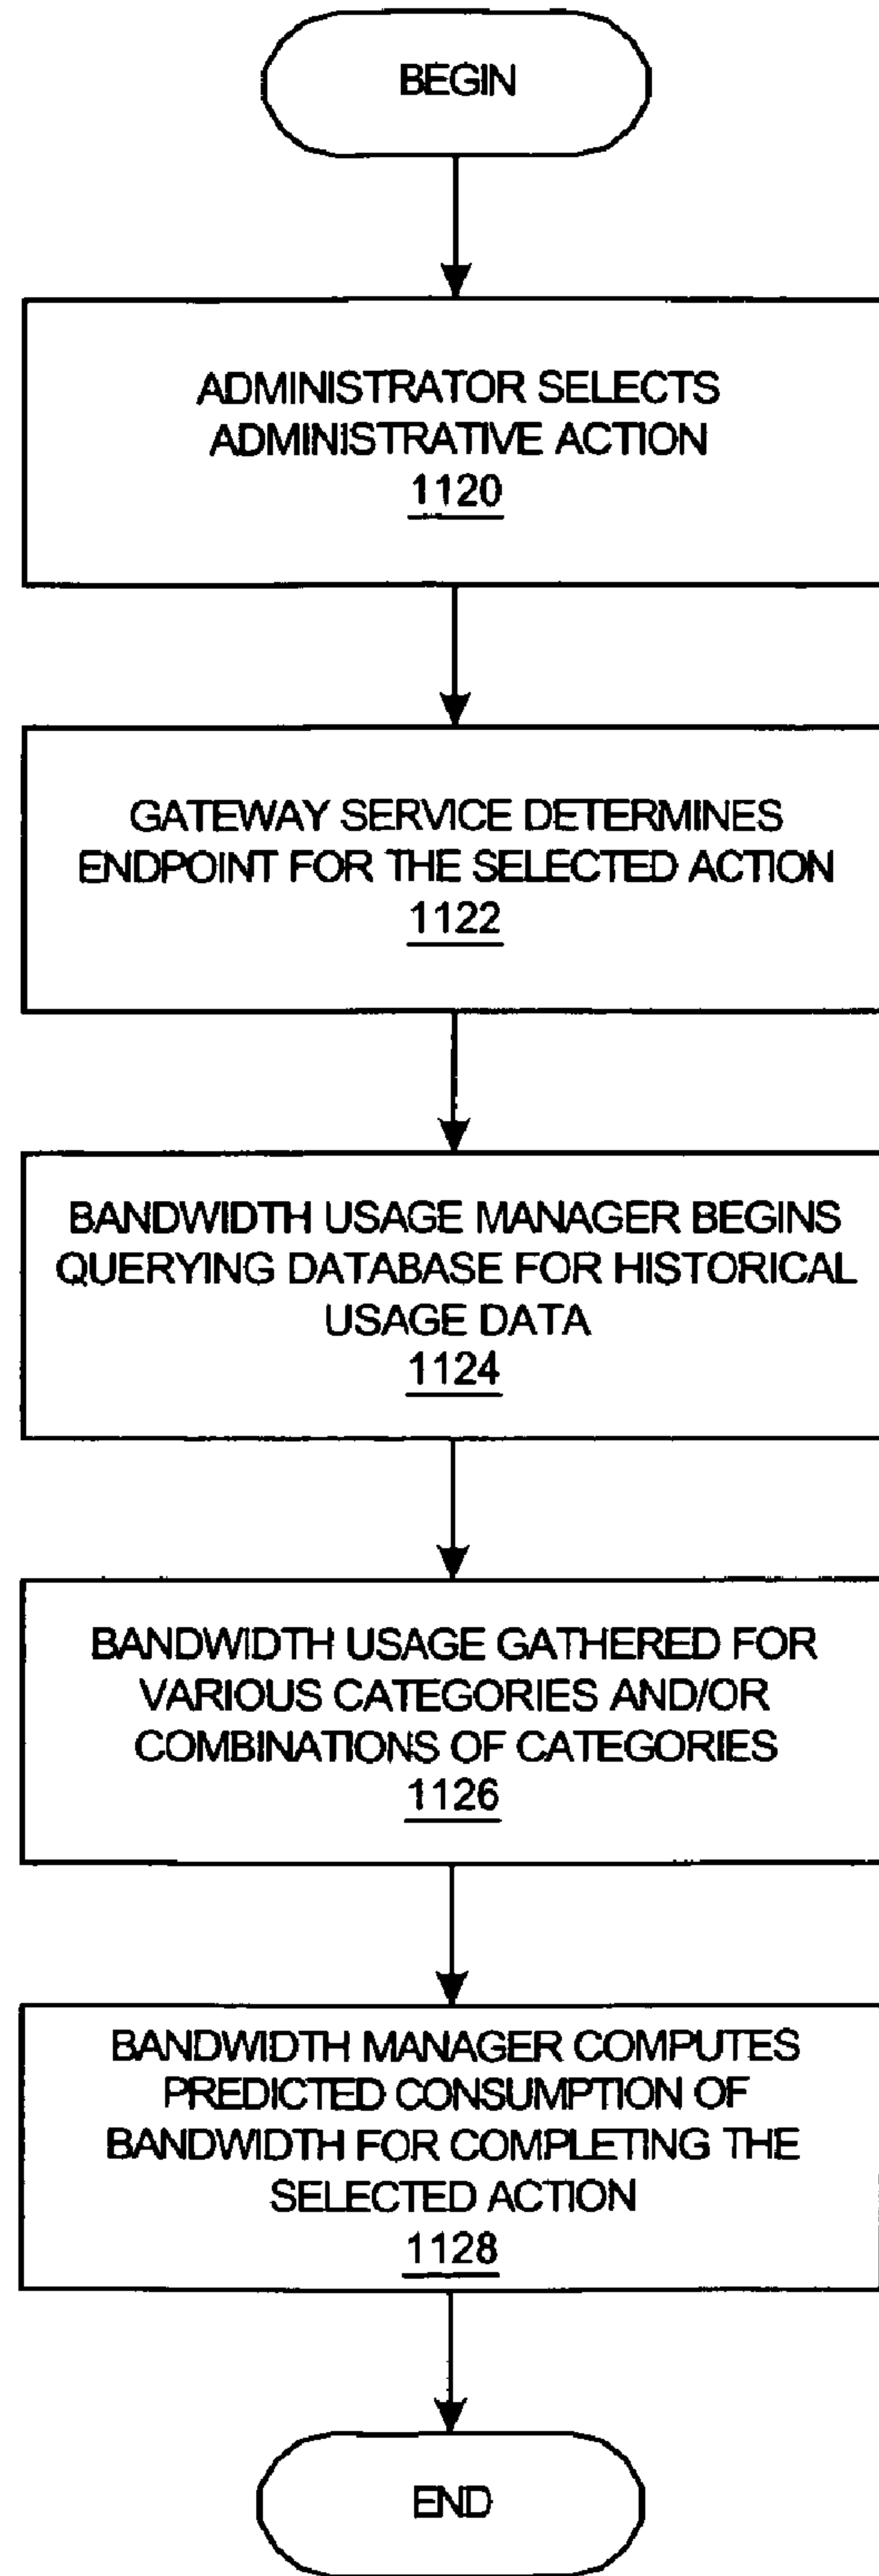 BEGIN
ADMINISTRATOR SELECTS
ADMINISTRATIVE ACTION
1120
GATEWAY SERVICE DETERMINES
ENDPOINT FOR THE SELECTED ACTION
1122
BANDWIDTH USAGE MANAGER BEGINS
QUERYING DATABASE FOR HISTORICAL
USAGE DATA
1124
BANDWIDTH USAGE GATHERED FOR
VARIOUS CATEGORIES AND/OR
COMBINATIONS OF CATEGORIES
1126
BANDWIDTH MANAGER COMPUTES
PREDICTED CONSUMPTION OF
BANDWIDTH FOR COMPLETING THE
SELECTED ACTION
1128
END